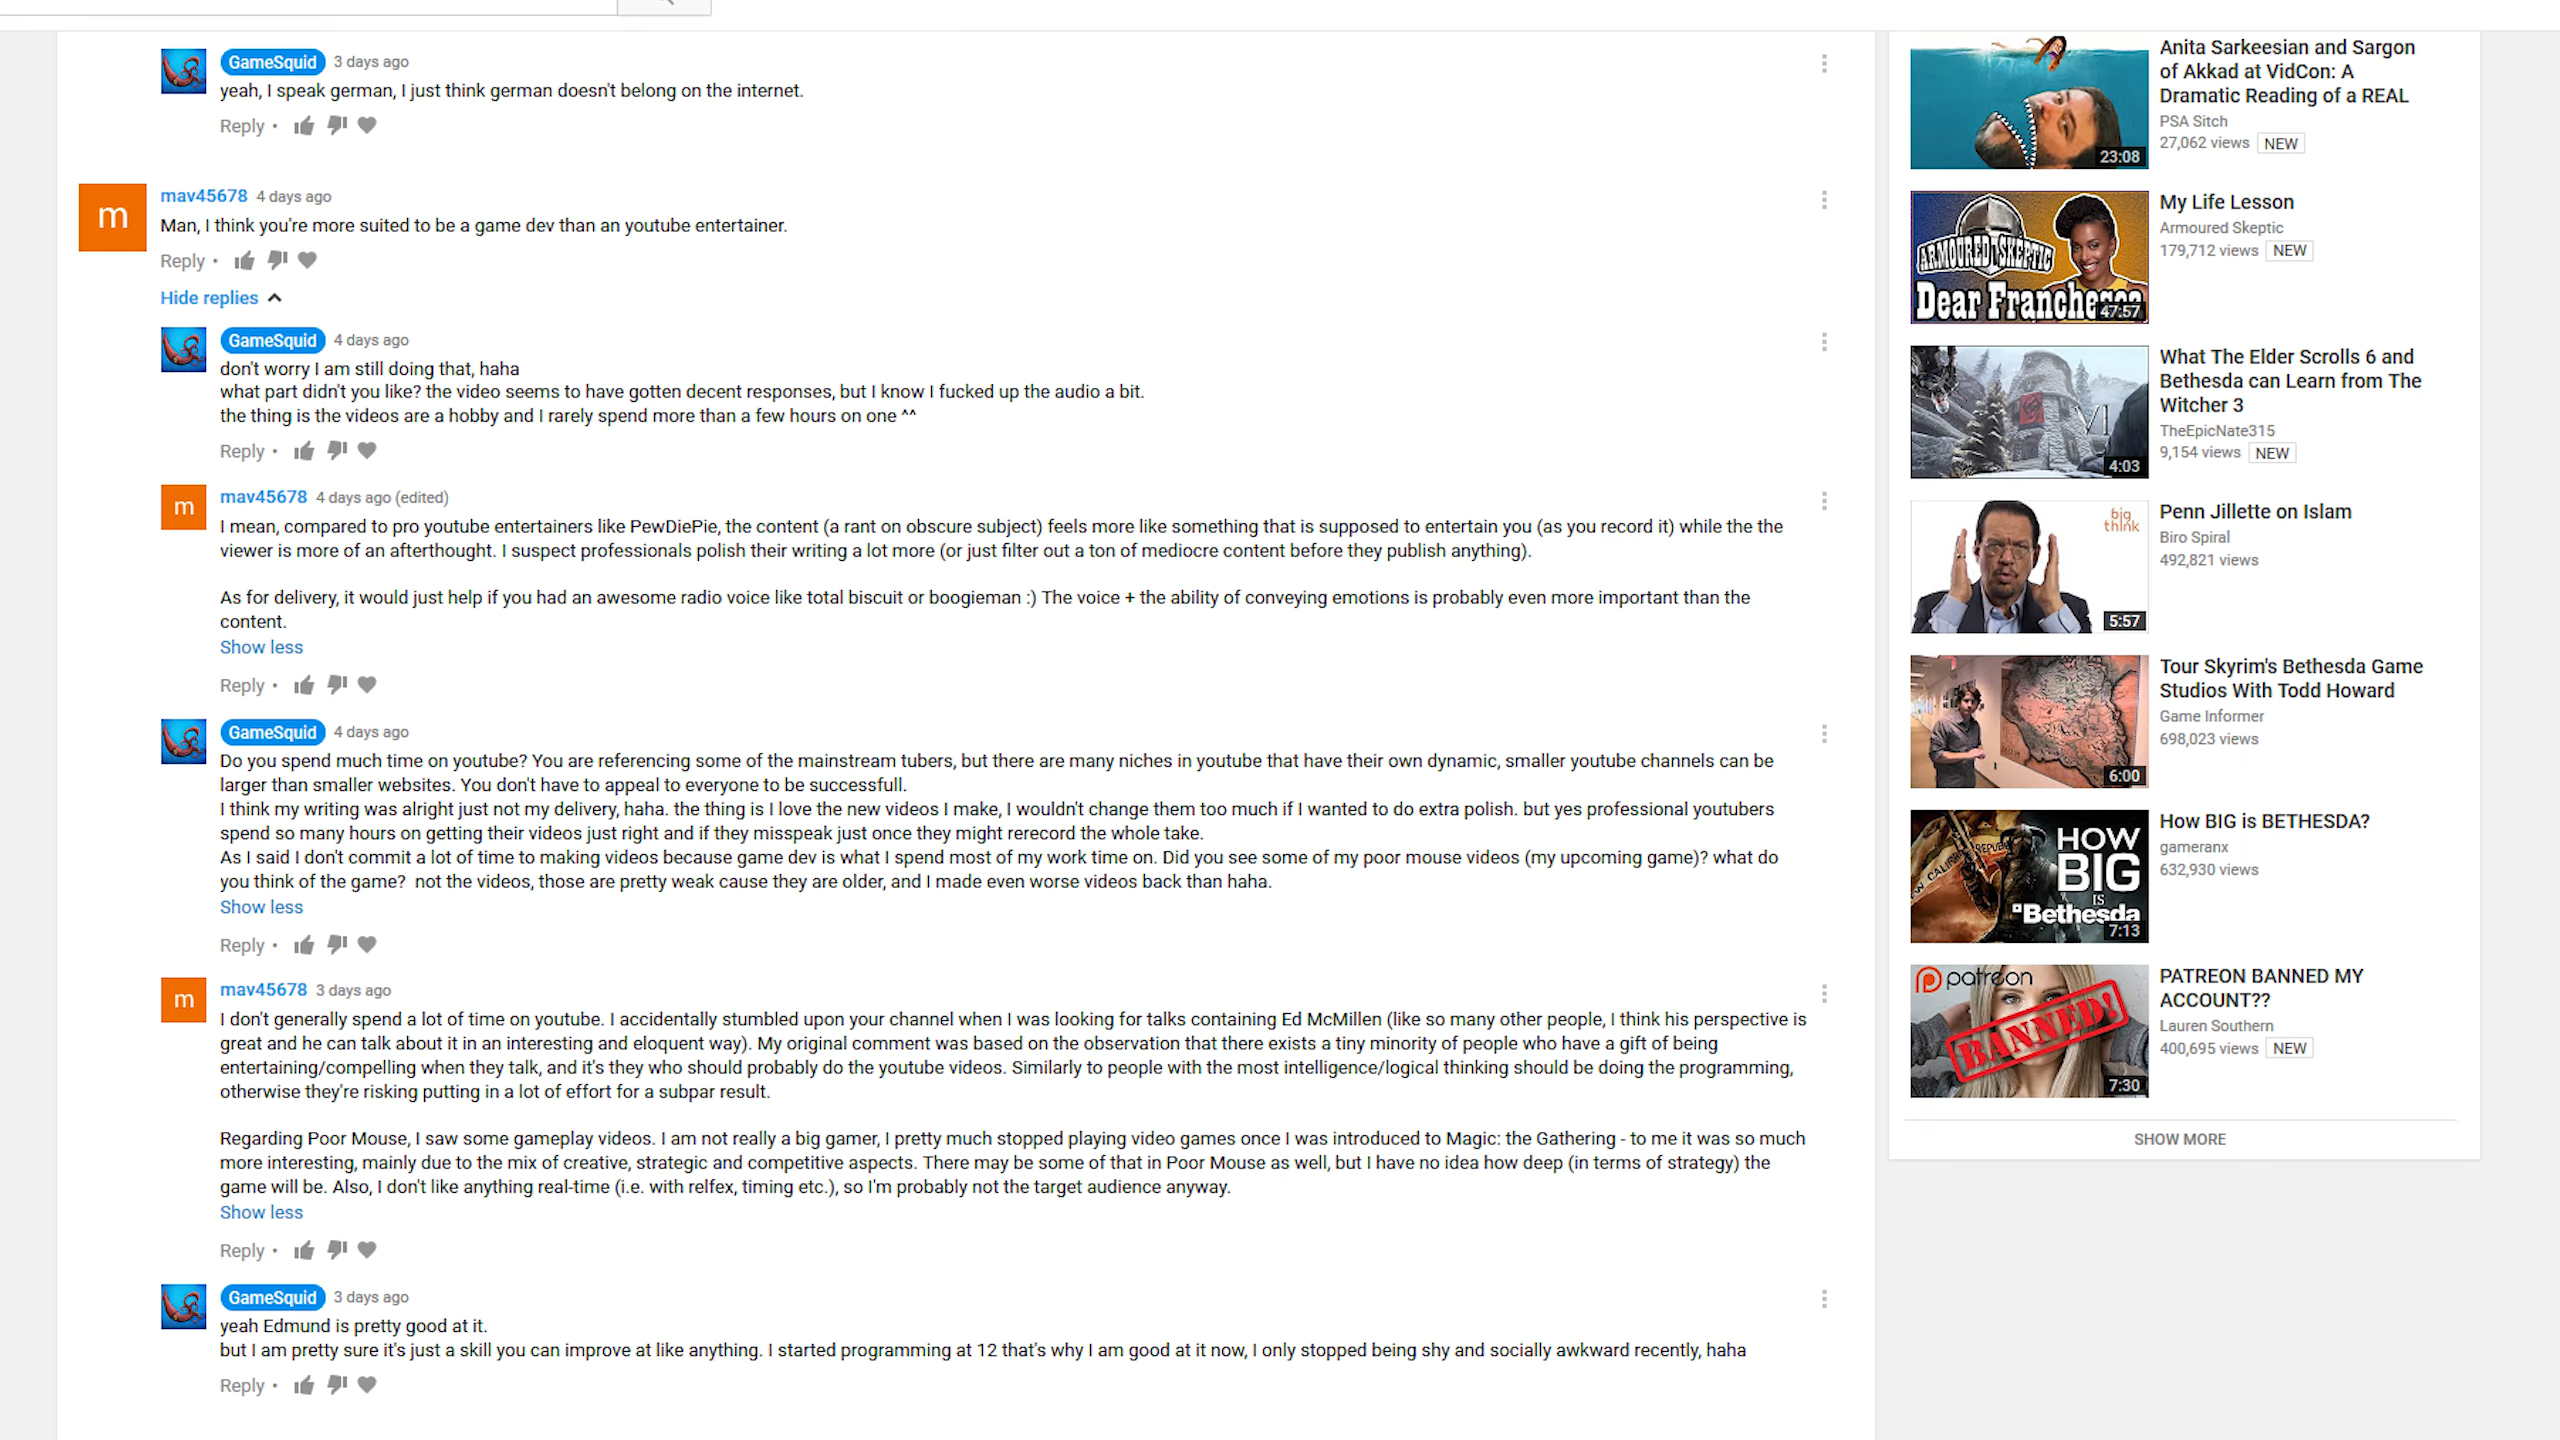 GameSquid 3 days ago
yeah, I speak german, I just think german doesn't belong on the internet.
Reply •
m
mav45678 4 days ago
Man, I think you're more suited to be a game dev than an youtube entertainer.
Reply •
Hide replies
GameSquid 4 days ago
don't worry I am still doing that, haha
what part didn't you like? the video seems to have gotten decent responses, but I know I fucked up the audio a bit.
the thing is the videos are a hobby and I rarely spend more than a few hours on one ^^
Reply •
m
mav45678 4 days ago (edited)
I mean, compared to pro youtube entertainers like PewDiePie, the content (a rant on obscure subject) feels more like something that is supposed to entertain you (as you record it) while the the
viewer is more of an afterthought. I suspect professionals polish their writing a lot more (or just filter out a ton of mediocre content before they publish anything).
As for delivery, it would just help if you had an awesome radio voice like total biscuit or boogieman :) The voice + the ability of conveying emotions is probably even more important than the
content.
Show less
Reply •
GameSquid 4 days ago
Do you spend much time on youtube? You are referencing some of the mainstream tubers, but there are many niches in youtube that have their own dynamic, smaller youtube channels can be
larger than smaller websites. You don't have to appeal to everyone to be successfull.
I think my writing was alright just not my delivery, haha. the thing is I love the new videos I make, I wouldn't change them too much if I wanted to do extra polish. but yes professional youtubers
spend so many hours on getting their videos just right and if they misspeak just once they might rerecord the whole take.
As I said I don't commit a lot of time to making videos because game dev is what I spend most of my work time on. Did you see some of my poor mouse videos (my upcoming game)? what do
you think of the game?  not the videos, those are pretty weak cause they are older, and I made even worse videos back than haha.
Show less
Reply •
m
mav45678 3 days ago
I don't generally spend a lot of time on youtube. I accidentally stumbled upon your channel when I was looking for talks containing Ed McMillen (like so many other people, I think his perspective is
great and he can talk about it in an interesting and eloquent way). My original comment was based on the observation that there exists a tiny minority of people who have a gift of being
entertaining/compelling when they talk, and it's they who should probably do the youtube videos. Similarly to people with the most intelligence/logical thinking should be doing the programming,
otherwise they're risking putting in a lot of effort for a subpar result.
Regarding Poor Mouse, I saw some gameplay videos. I am not really a big gamer, I pretty much stopped playing video games once I was introduced to Magic: the Gathering - to me it was so much
more interesting, mainly due to the mix of creative, strategic and competitive aspects. There may be some of that in Poor Mouse as well, but I have no idea how deep (in terms of strategy) the
game will be. Also, I don't like anything real-time (i.e. with relfex, timing etc.), so I'm probably not the target audience anyway.
Show less
Reply •
GameSquid 3 days ago
yeah Edmund is pretty good at it.
but I am pretty sure it's just a skill you can improve at like anything. I started programming at 12 that's why I am good at it now, I only stopped being shy and socially awkward recently, haha
Reply •
23:08
Anita Sarkeesian and Sargon
of Akkad at VidCon: A
Dramatic Reading of a REAL
PSA Sitch
27,062 views NEW
ARMOURED SKEPTIC
Dear Franchesca
47:57
My Life Lesson
Armoured Skeptic
179,712 views NEW
VI
4:03
What The Elder Scrolls 6 and
Bethesda can Learn from The
Witcher 3
TheEpicNate315
9,154 views NEW
big
think
5:57
Penn Jillette on Islam
Biro Spiral
492,821 views
6:00
Tour Skyrim's Bethesda Game
Studios With Todd Howard
Game Informer
698,023 views
HOW
BIG
IS
Bethesda
7:13
How BIG is BETHESDA?
gameranx
632,930 views
patreon
BANNED!
7:30
PATREON BANNED MY
ACCOUNT??
Lauren Southern
400,695 views NEW
SHOW MORE